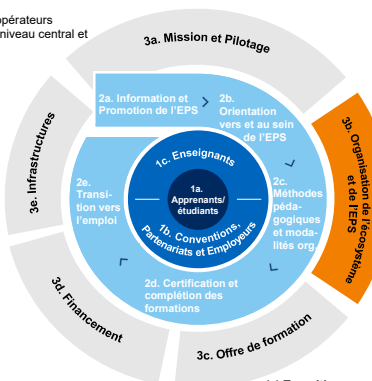 opérateurs
niveau central et
3a. Mission et Pilotage
2a. Information et
Promotion de l'EPS
2b.
Orientation
vers et au sein
de l'EPS
3b. Organisation de l'écosystème
et de l'EPS
3e. Infrastructures
1c. Enseignants
1a.
Apprenants/
étudiants
1b. Conventions,
Partenariats et Employeurs
2e.
Transi-
tion vers
l'emploi
2c.
Méthodes
péda-
gogiques
et moda-
lités org.
2d. Certification et
complétion des
formations
3d. Financement
3c. Offre de formation